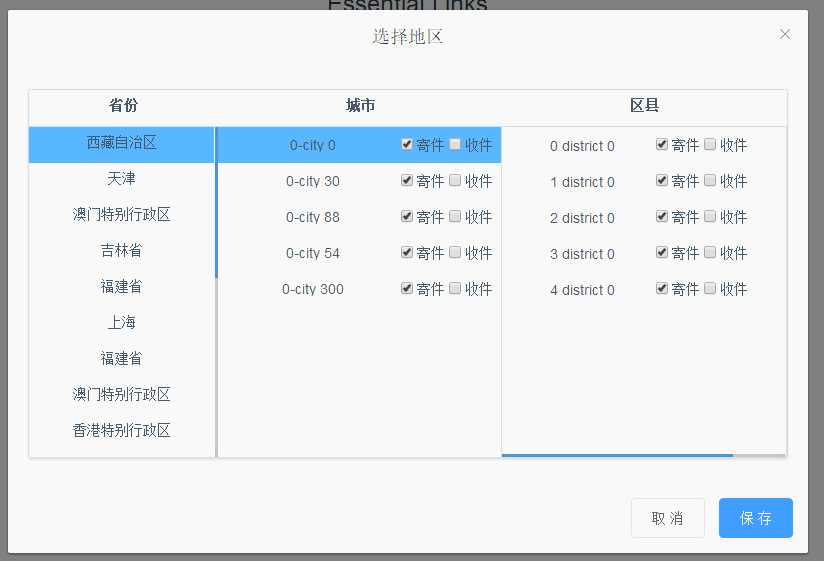 Essential Links
选择地区
省份 城市 区县
西藏自治区 0-city 0 寄件 收件 0 district 0 寄件 收件
天津 0-city 30 寄件 收件 1 district 0 寄件 收件
澳门特别行政区 0-city 88 寄件 收件 2 district 0 寄件 收件
吉林省 0-city 54 寄件 收件 3 district 0 寄件 收件
福建省 0-city 300 寄件 收件 4 district 0 寄件 收件
上海
福建省
澳门特别行政区
香港特别行政区
取消 保存